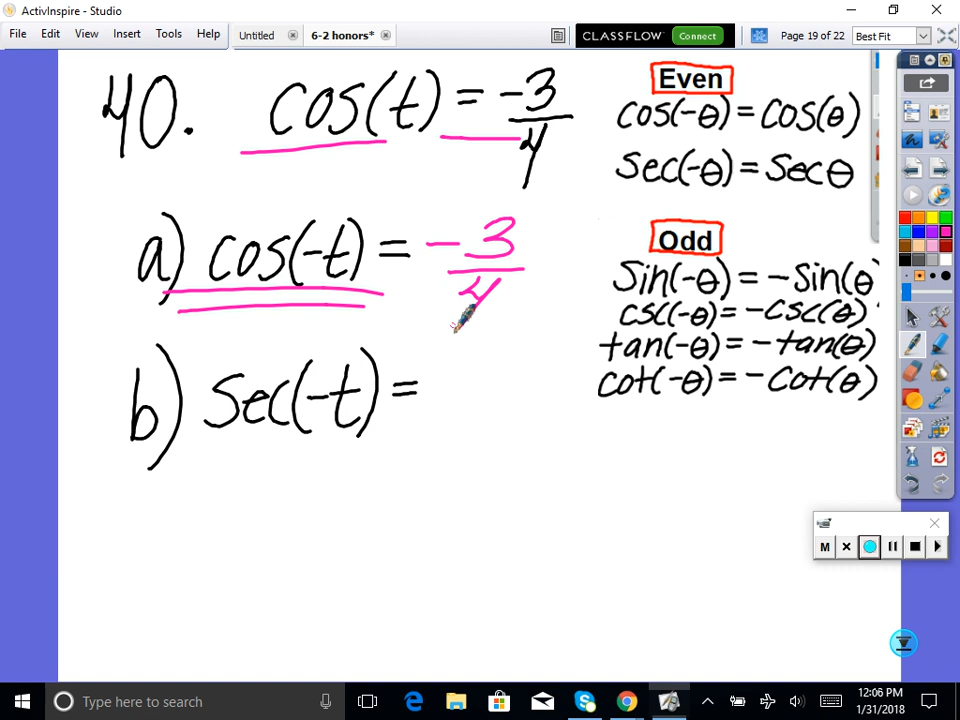 ActivInspire - Studio
File Edit View Insert Tools Help Untitled 6-2 honors* CLASSFLOW Connect Page 19 of 22 Best Fit
40. cos(t) = -3/4
a) cos(-t) = -3/4
b) Sec(-t) =
Even
cos(-θ) = cos(θ)
sec(-θ) = sec θ
Odd
Sin(-θ) = -Sin(θ)
csc(-θ) = -csc(θ)
tan(-θ) = -tan(θ)
cot(-θ) = -cot(θ)
M
Type here to search
12:06 PM
1/31/2018